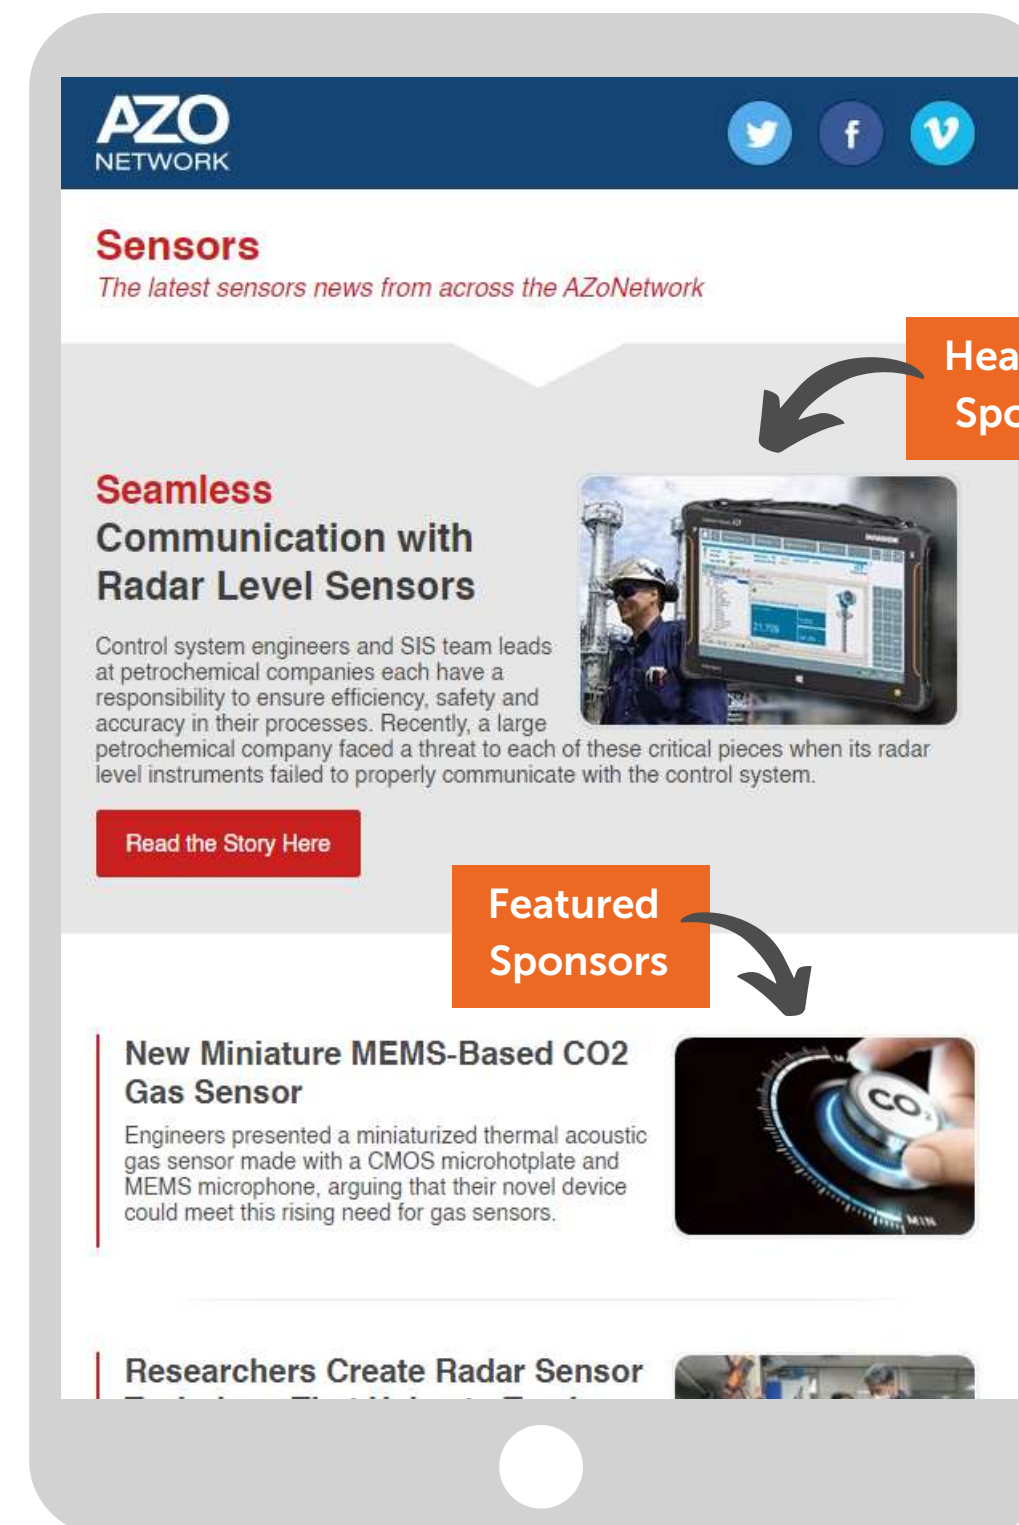 AZO
NETWORK
Sensors
The latest sensors news from across the AZoNetwork
Hea
Spo
Seamless
Communication with
Radar Level Sensors
Control system engineers and SIS team leads
at petrochemical companies each have a
responsibility to ensure efficiency, safety and
accuracy in their processes. Recently, a large
petrochemical company faced a threat to each of these critical pieces when its radar
level instruments failed to properly communicate with the control system.
Read the Story Here
Featured
Sponsors
New Miniature MEMS-Based CO2
Gas Sensor
Engineers presented a miniaturized thermal acoustic
gas sensor made with a CMOS microhotplate and
MEMS microphone, arguing that their novel device
could meet this rising need for gas sensors.
CO2
MIN
Researchers Create Radar Sensor